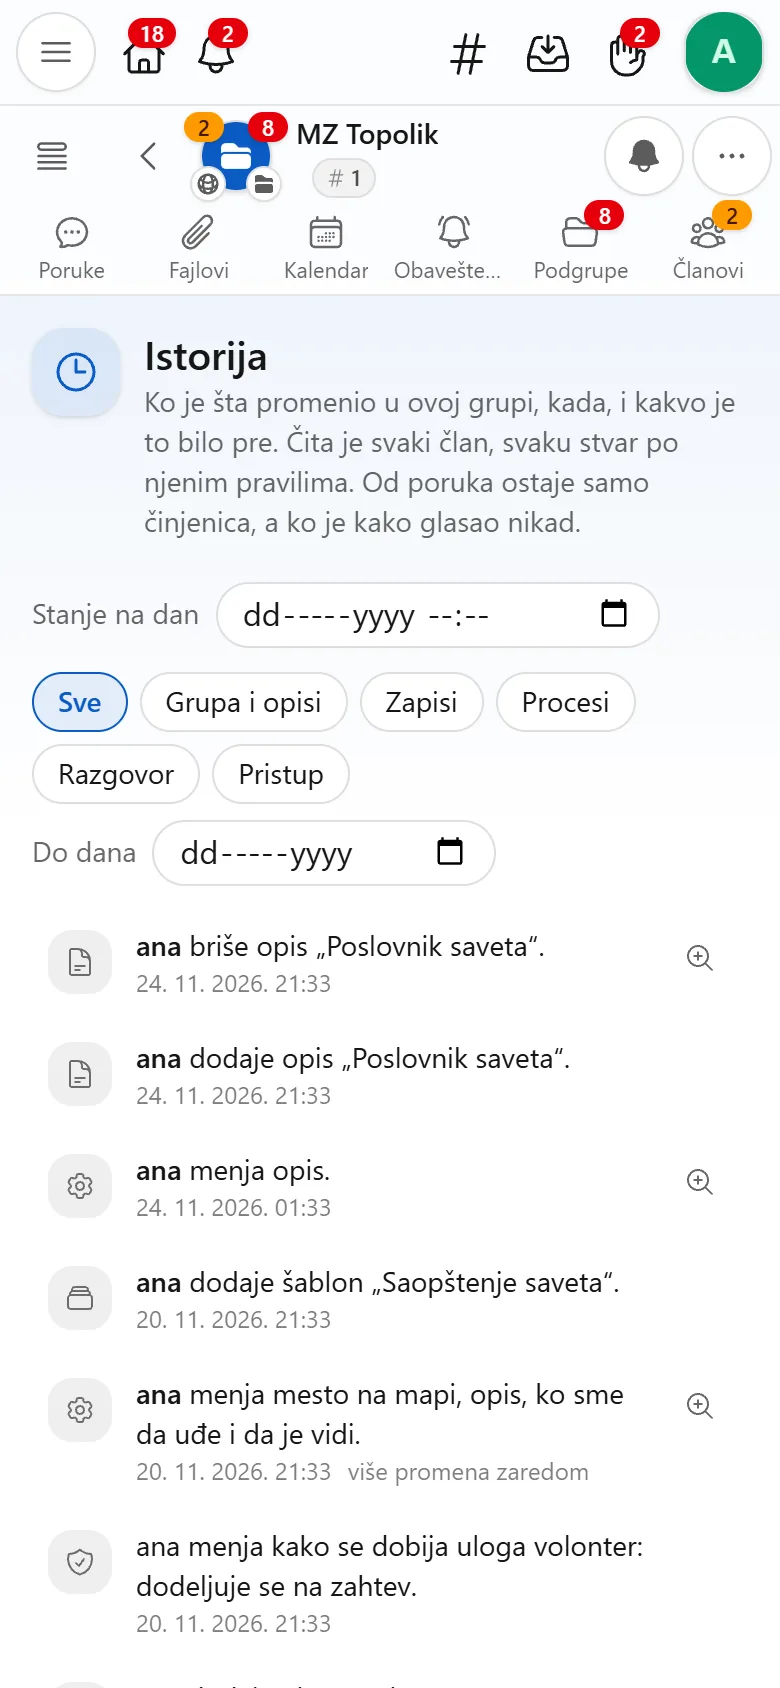 18
2
#
2
A
2
8
MZ Topolik
# 1
Poruke
Fajlovi
Kalendar
Obavešte...
8
Podgrupe
2
Članovi
Istorija
Ko je šta promenio u ovoj grupi, kada, i kakvo je
to bilo pre. Čita je svaki član, svaku stvar po
njenim pravilima. Od poruka ostaje samo
činjenica, a ko je kako glasao nikad.
Stanje na dan
dd-----yyyy --:--
Sve
Grupa i opisi
Zapisi
Procesi
Razgovor
Pristup
Do dana
dd-----yyyy
ana briše opis „Poslovnik saveta“.
24. 11. 2026. 21:33
ana dodaje opis „Poslovnik saveta“.
24. 11. 2026. 21:33
ana menja opis.
24. 11. 2026. 01:33
ana dodaje šablon „Saopštenje saveta“.
20. 11. 2026. 21:33
ana menja mesto na mapi, opis, ko sme
da uđe i da je vidi.
20. 11. 2026. 21:33 više promena zaredom
ana menja kako se dobija uloga volonter:
dodeljuje se na zahtev.
20. 11. 2026. 21:33